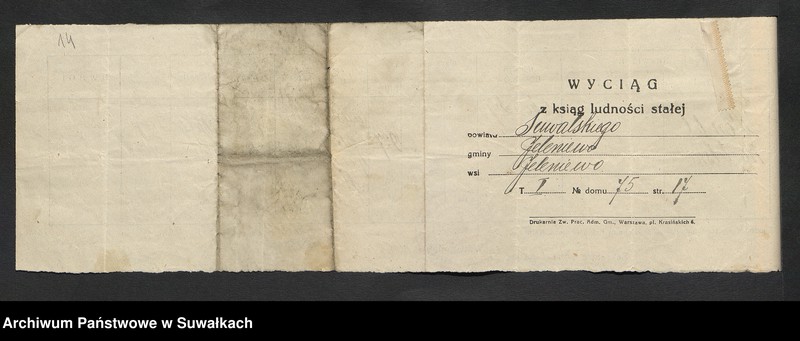 14
WYCIĄG
z ksiąg ludności stałej
powiatu Suwalskiego
gminy Jeleniewo
wsi Jeleniewo
T. I № domu 75 str. 17
Drukarnie Zw. Prac. Adm. Gm., Warszawa, pl. Krasińskich 6.
Archiwum Państwowe w Suwałkach